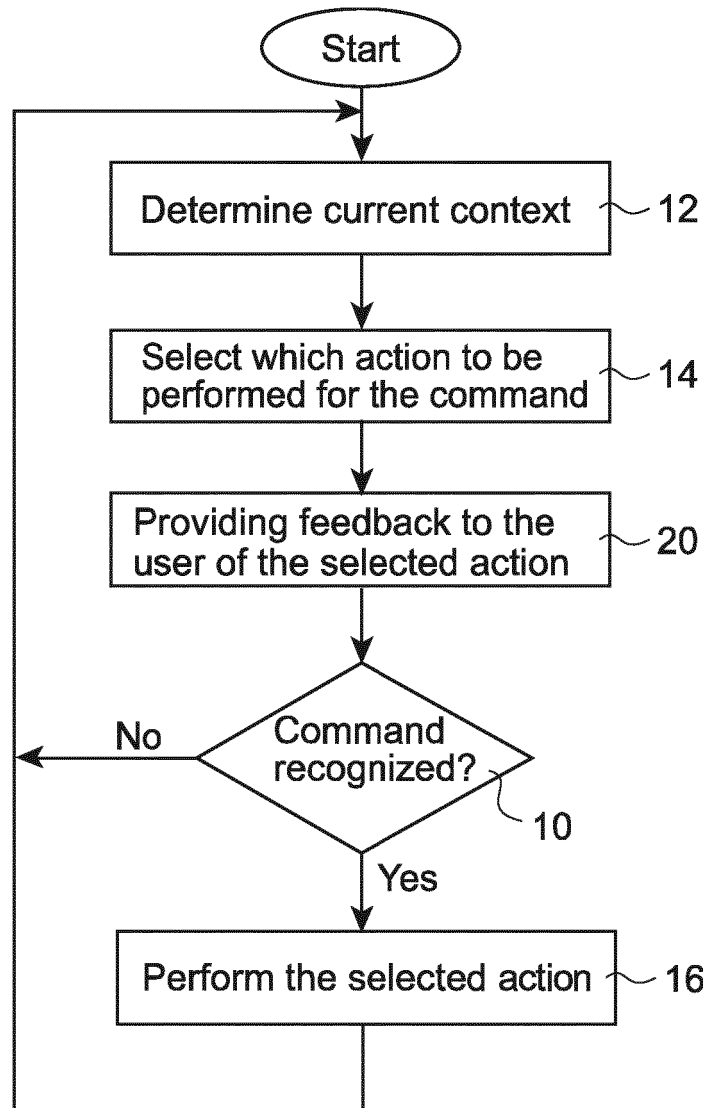 Start
Determine current context
12
Select which action to be
performed for the command
14
Providing feedback to the
user of the selected action
20
Command
recognized?
10
No
Yes
Perform the selected action
16